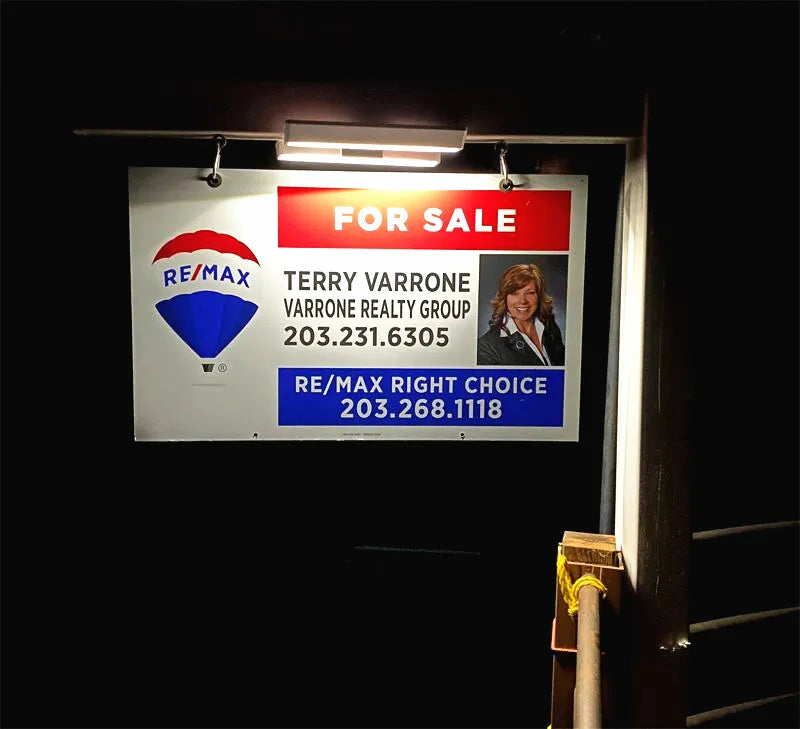 FOR SALE
RE/MAX
TERRY VARRONE
VARRONE REALTY GROUP
203.231.6305
®
RE/MAX RIGHT CHOICE
203.268.1118